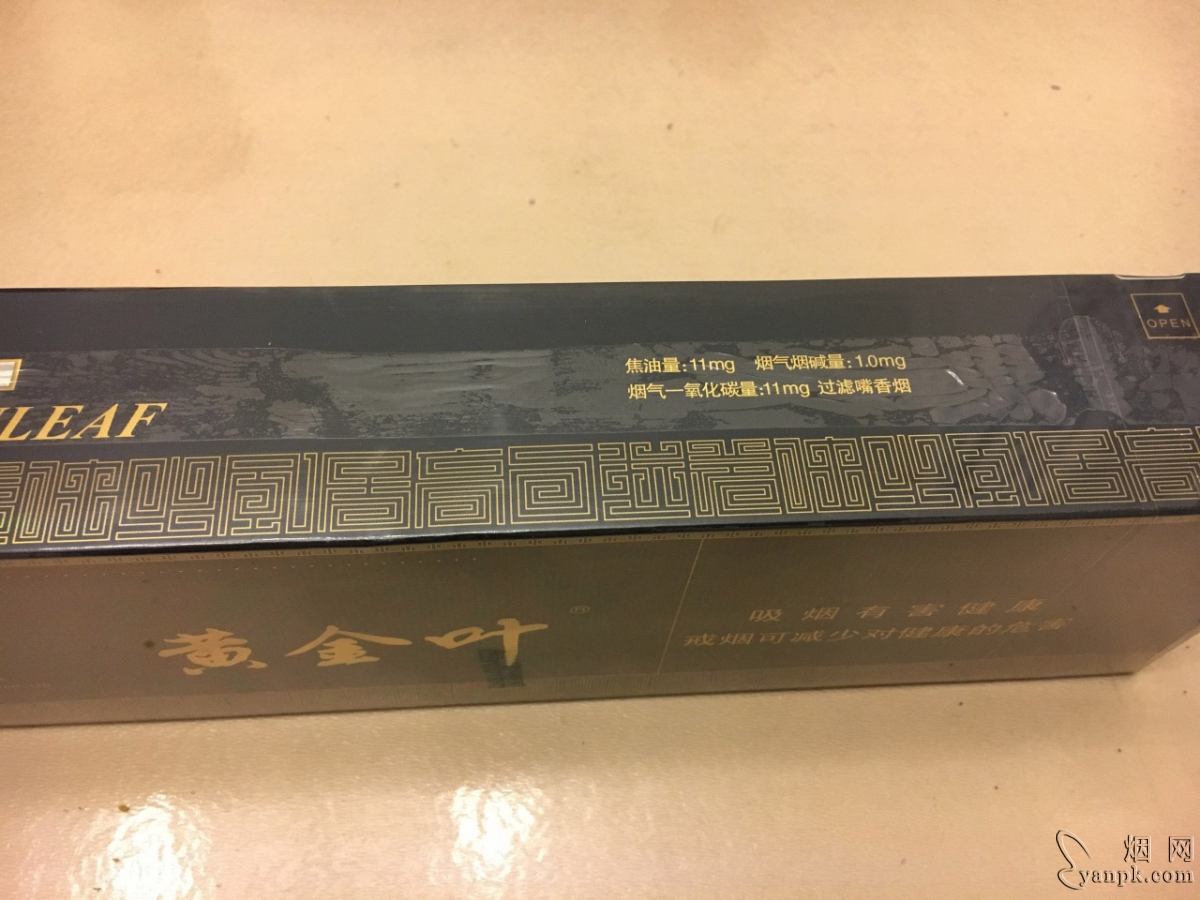 OPEN
焦油量:11mg 烟气烟碱量:1.0mg
烟气一氧化碳量:11mg 过滤嘴香烟
LEAF
黄金叶®
吸烟有害健康
戒烟可减少对健康的危害
烟网
yanpk.com